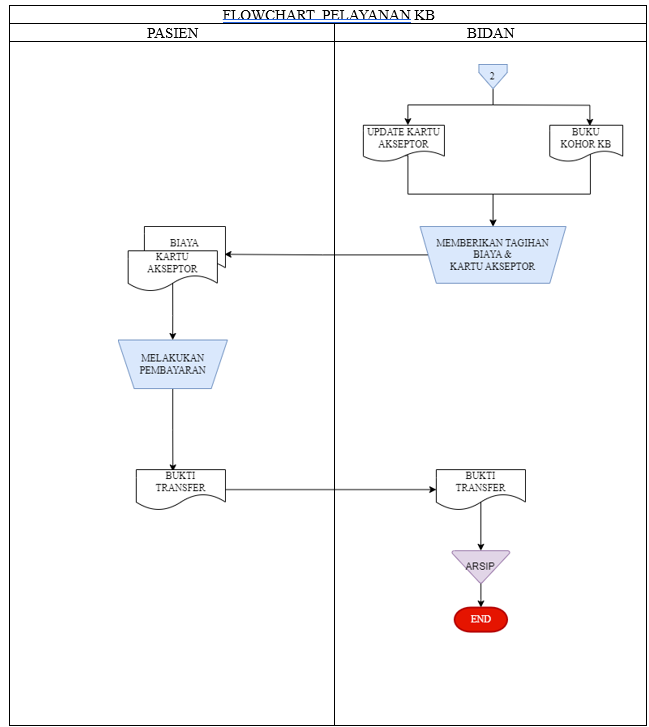 FLOWCHART PELAYANAN KB
PASIEN
BIDAN
2
UPDATE KARTU
AKSEPTOR
BUKU
KOHOR KB
MEMBERIKAN TAGIHAN
BIAYA &
KARTU AKSEPTOR
BIAYA
KARTU
AKSEPTOR
MELAKUKAN
PEMBAYARAN
BUKTI
TRANSFER
BUKTI
TRANSFER
ARSIP
END